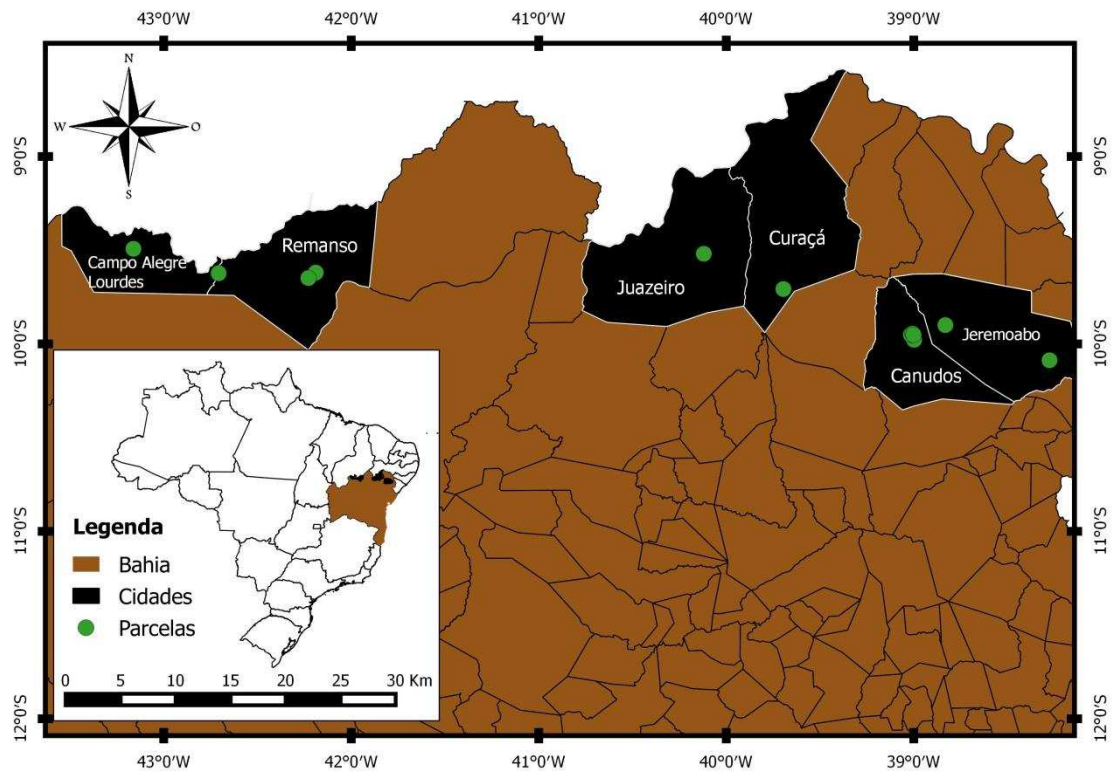 43°0'W 42°0'W 41°0'W 40°0'W 39°0'W
N
W O
S
9°0'S 9°0'S
10°0'S 10°0'S
11°0'S 11°0'S
12°0'S 12°0'S
Campo Alegre
Lourdes
Remanso
Juazeiro
Curaçá
Jeremoabo
Canudos
Legenda
Bahia
Cidades
Parcelas
0 5 10 15 20 25 30 Km
43°0'W 42°0'W 41°0'W 40°0'W 39°0'W